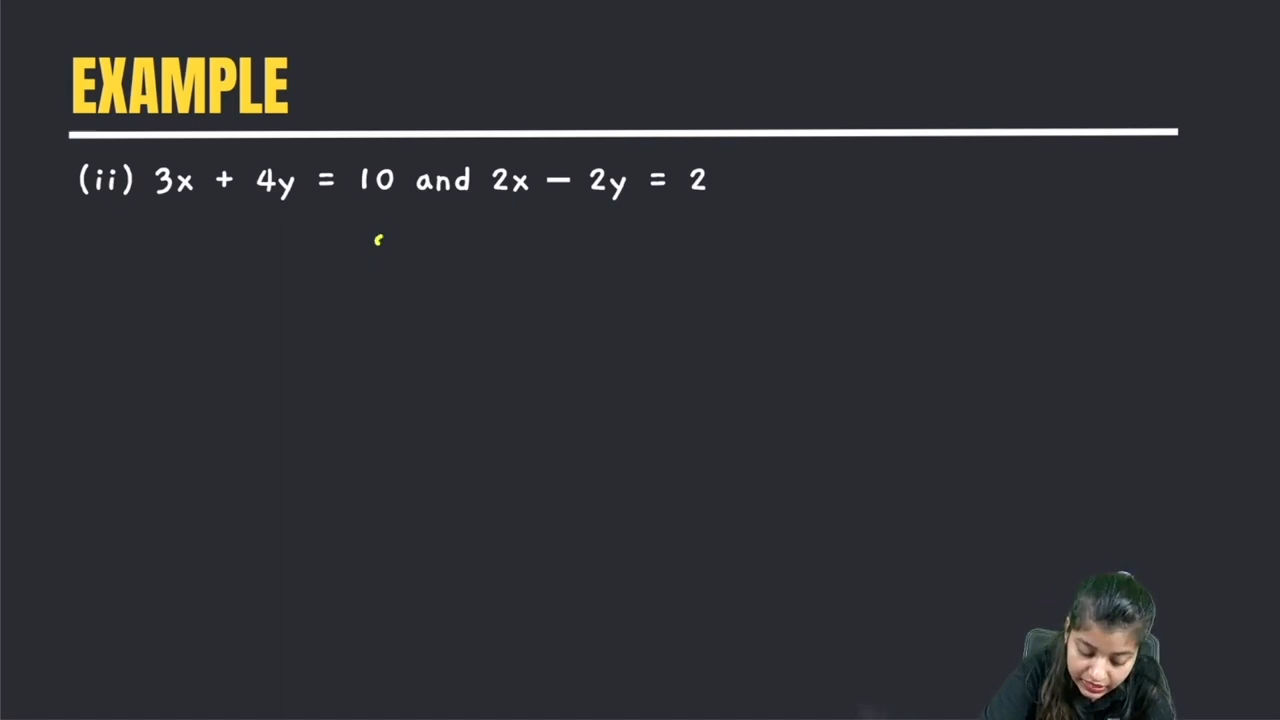 EXAMPLE
(ii) 3x + 4y = 10 and 2x − 2y = 2